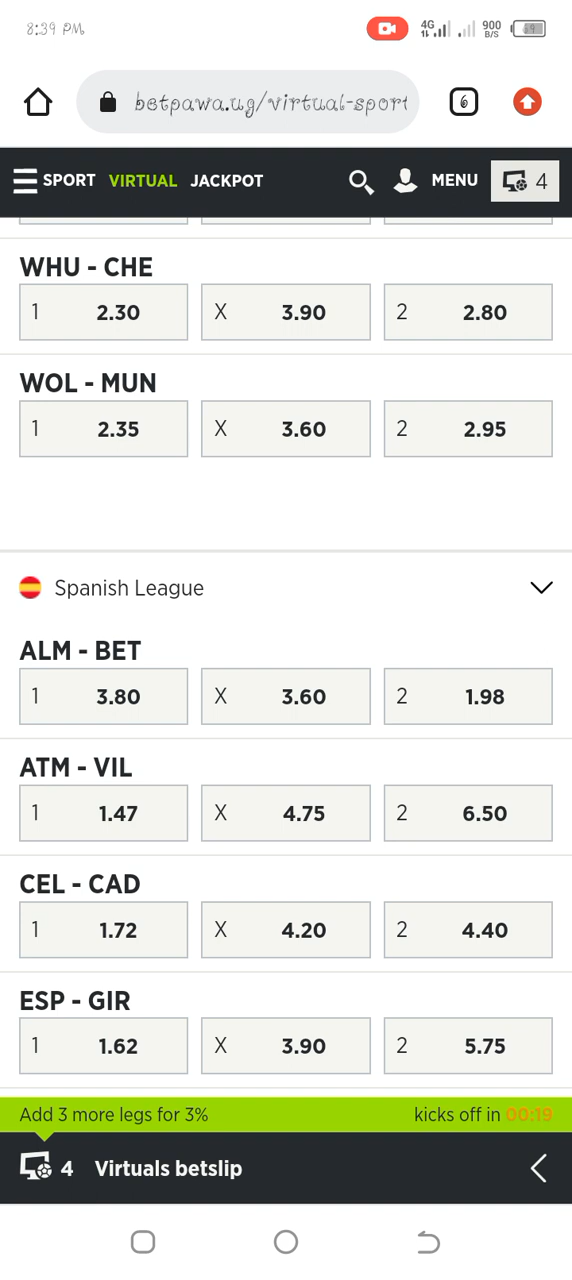 8:39 PM 4G 900 B/S 69
betpawa.ug/virtual-sport 6
SPORT VIRTUAL JACKPOT MENU 4
WHU - CHE
1 2.30 X 3.90 2 2.80
WOL - MUN
1 2.35 X 3.60 2 2.95
Spanish League
ALM - BET
1 3.80 X 3.60 2 1.98
ATM - VIL
1 1.47 X 4.75 2 6.50
CEL - CAD
1 1.72 X 4.20 2 4.40
ESP - GIR
1 1.62 X 3.90 2 5.75
Add 3 more legs for 3% kicks off in 00:19
4 Virtuals betslip